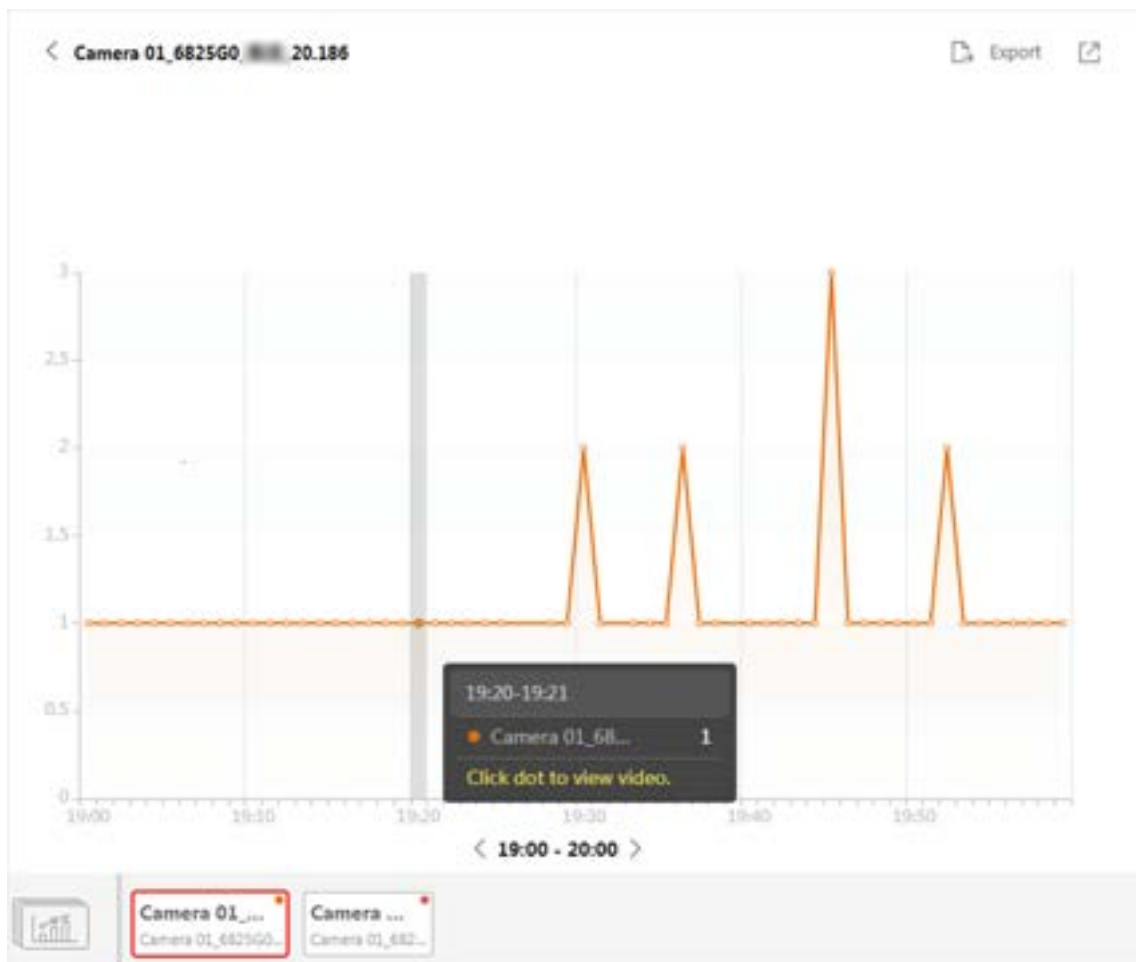 Camera 01_6825G0_ _20.186
Export
3
2.5
2
1.5
1
0.5
0
19:00 19:10 19:20 19:30 19:40 19:50
19:20-19:21
Camera 01_68... 1
Click dot to view video.
19:00 - 20:00
Camera 01_...
Camera 01_6825G0...
Camera ...
Camera 01_682...